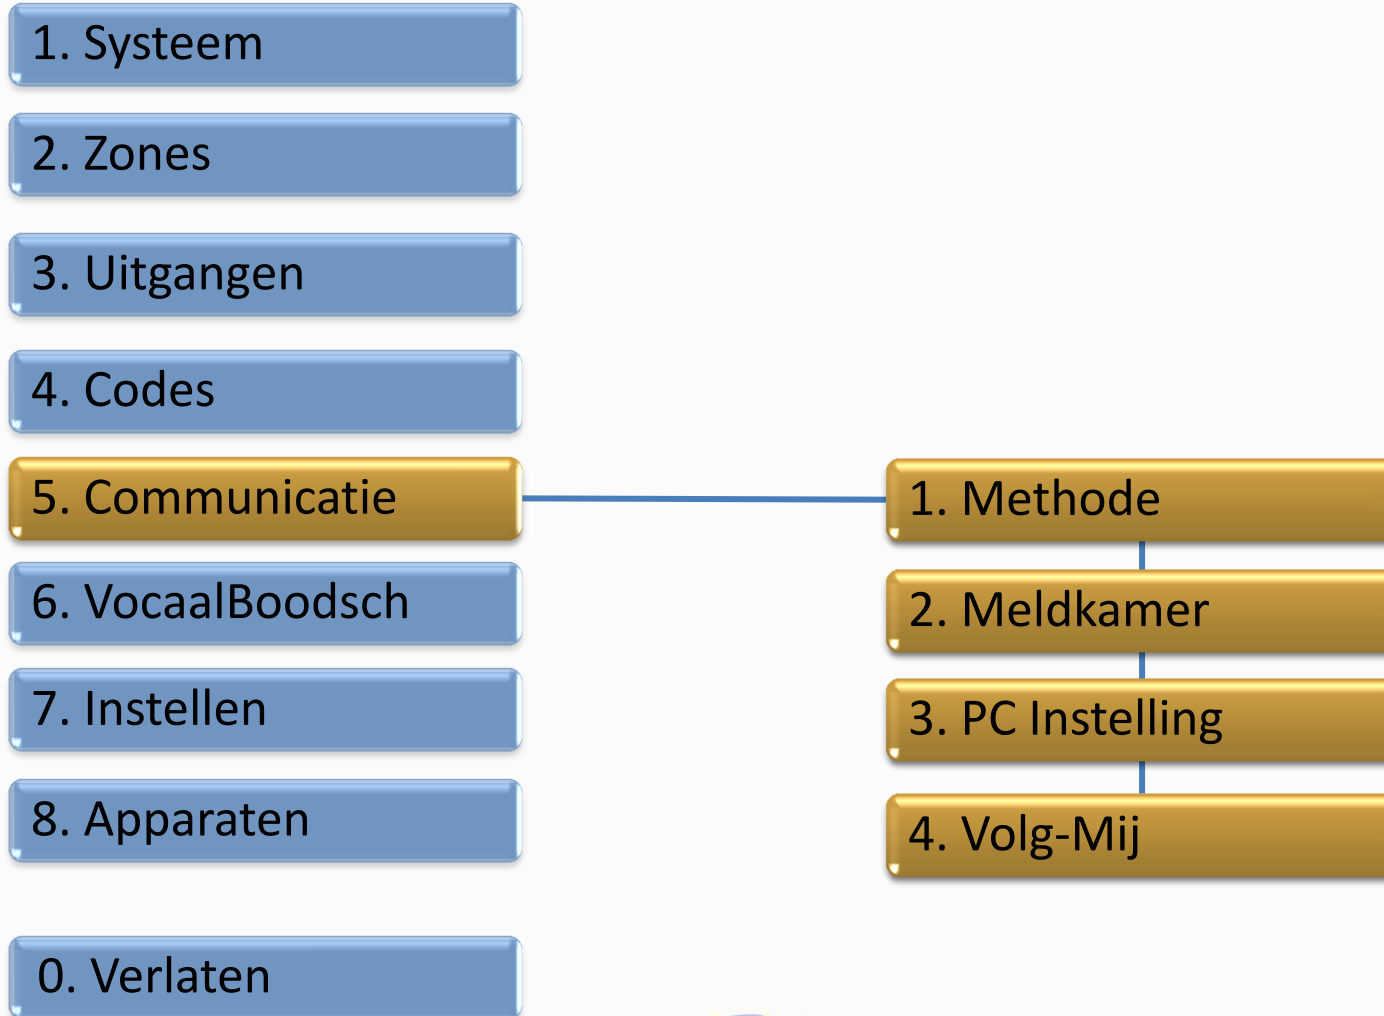 1. Systeem
2. Zones
3. Uitgangen
4. Codes
5. Communicatie
6. VocaalBoodsch
7. Instellen
8. Apparaten
0. Verlaten
1. Methode
2. Meldkamer
3. PC Instelling
4. Volg-Mij